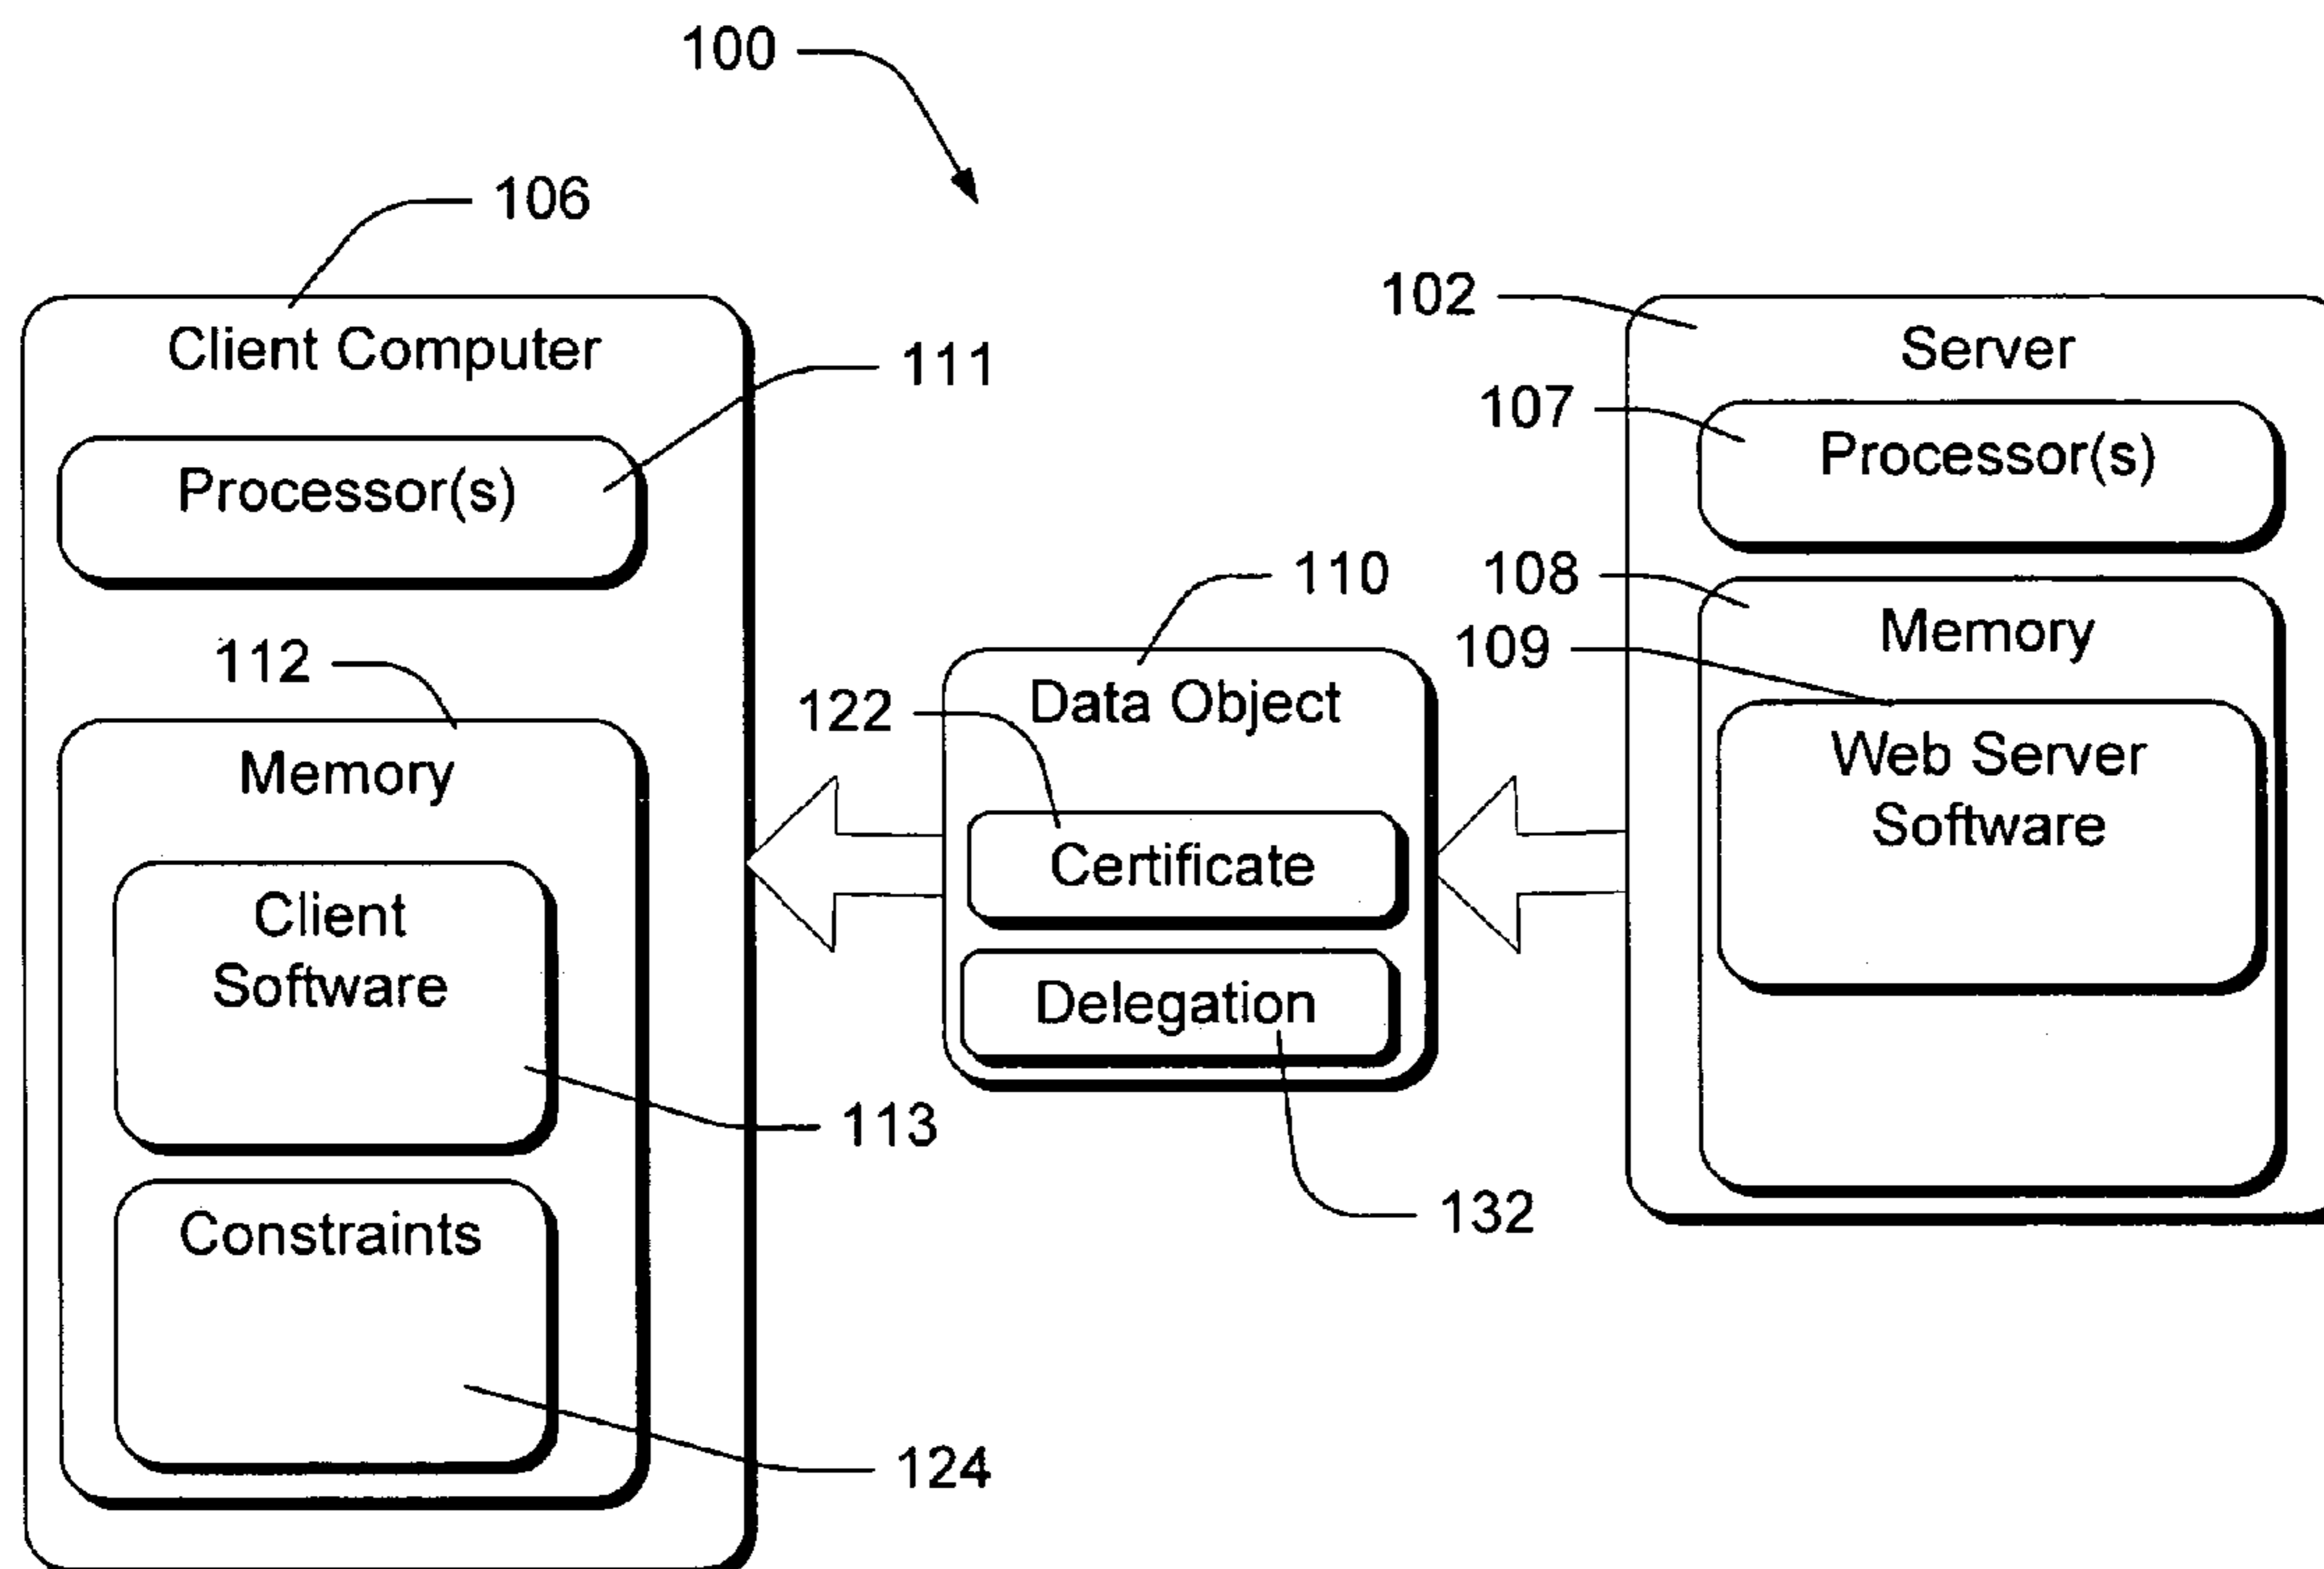 100
106
Client Computer
111
Processor(s)
112
Memory
Client
Software
113
Constraints
124
110
Data Object
122
Certificate
Delegation
132
102
Server
107
Processor(s)
108
Memory
109
Web Server
Software